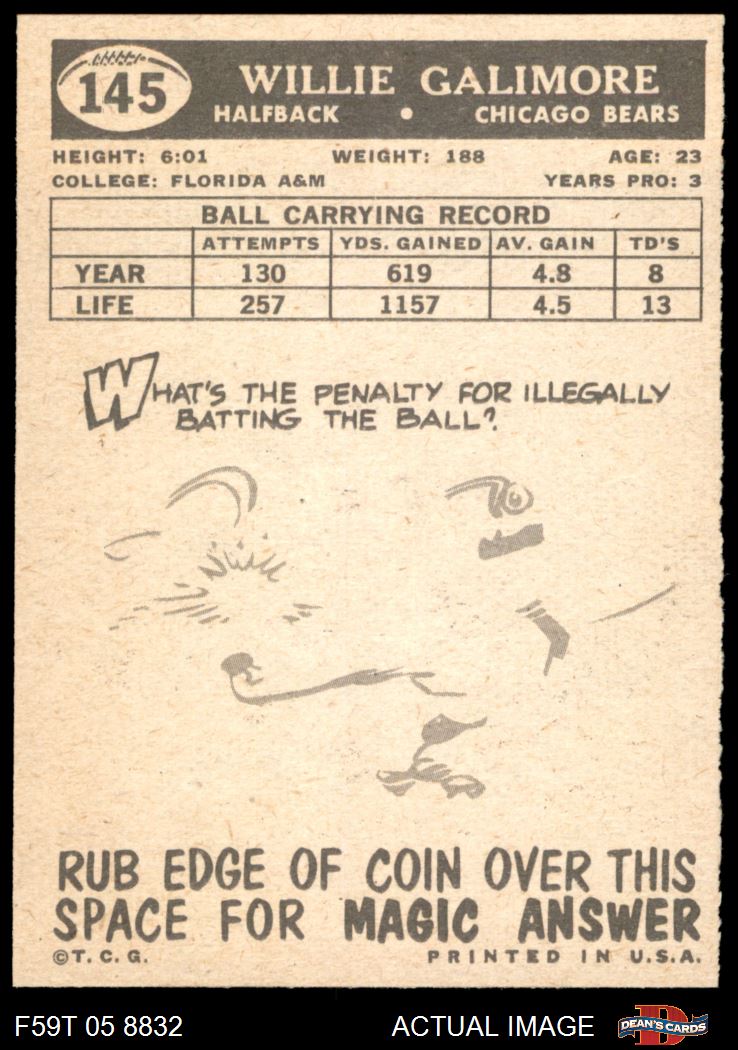 145
WILLIE GALIMORE
HALFBACK • CHICAGO BEARS
HEIGHT: 6:01 WEIGHT: 188 AGE: 23
COLLEGE: FLORIDA A&M YEARS PRO: 3
BALL CARRYING RECORD
ATTEMPTS YDS. GAINED AV. GAIN TD'S
YEAR 130 619 4.8 8
LIFE 257 1157 4.5 13
WHAT'S THE PENALTY FOR ILLEGALLY
BATTING THE BALL?
RUB EDGE OF COIN OVER THIS
SPACE FOR MAGIC ANSWER
©T.C.G. PRINTED IN U.S.A.
F59T 05 8832 ACTUAL IMAGE D DEAN'S CARDS